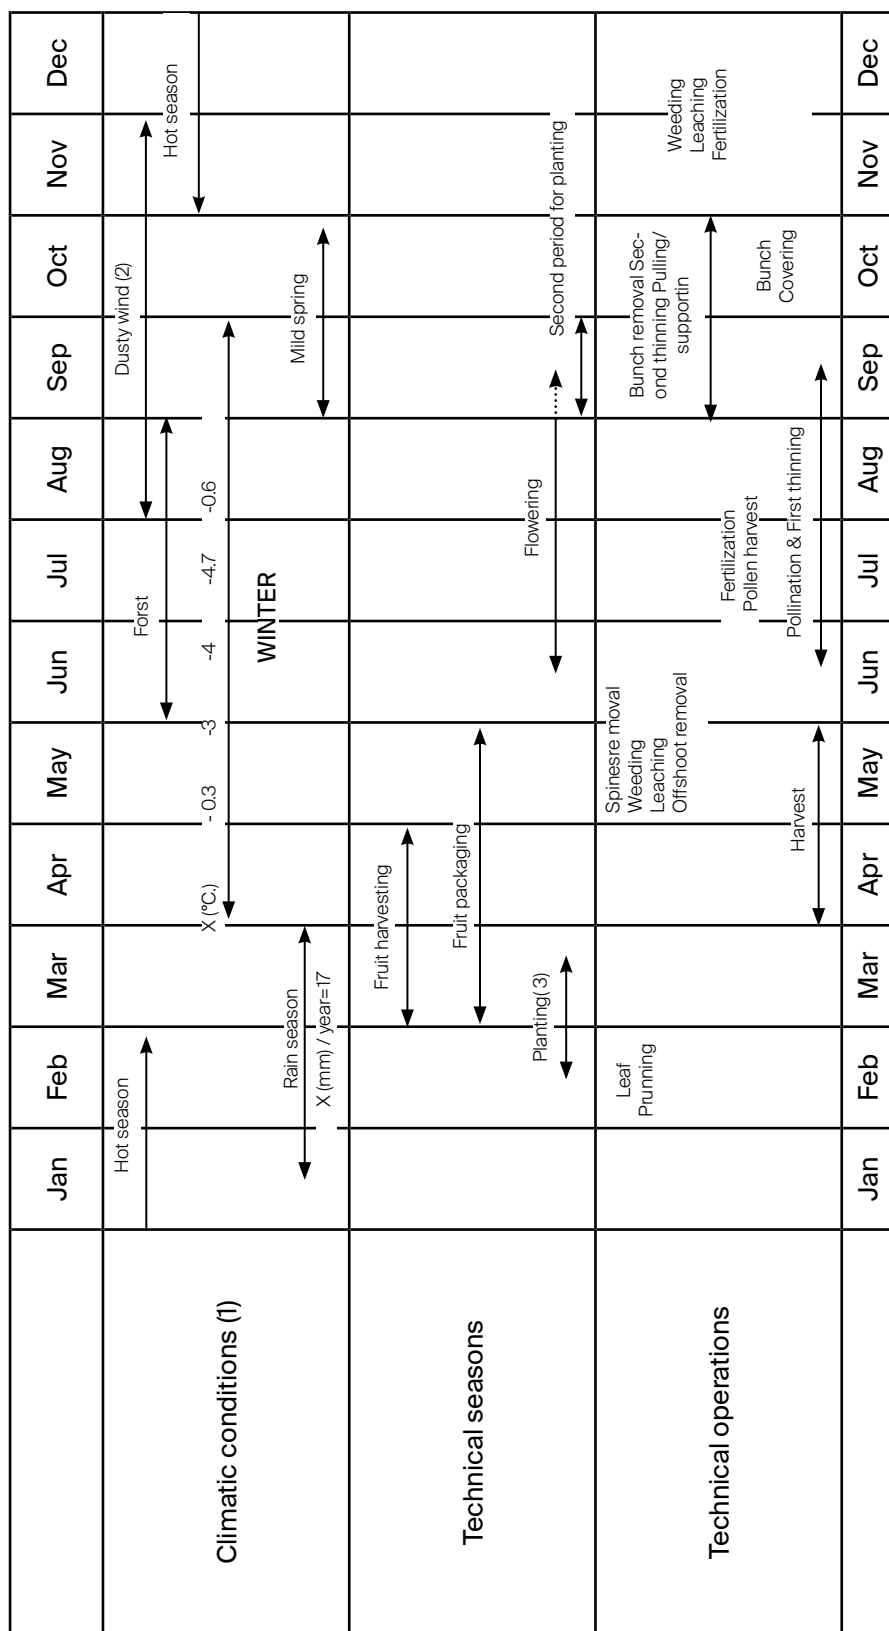 Jan
Feb
Mar
Apr
May
Jun
Jul
Aug
Sep
Oct
Nov
Dec
Climatic conditions (1)
Hot season
Dusty wind (2)
Forst
Hot season
X (°C.)
- 0.3
-3
-4
-4.7
-0.6
WINTER
Rain season
X (mm) / year=17
Mild spring
Technical seasons
Fruit harvesting
Fruit packaging
Planting( 3)
Flowering
Second period for planting
Technical operations
Leaf
Prunning
Spinesre moval
Weeding
Leaching
Offshoot removal
Bunch removal Sec-
ond thinning Pulling/
supportin
Weeding
Leaching
Fertilization
Fertilization
Pollen harvest
Bunch
Covering
Harvest
Pollination & First thinning
Jan
Feb
Mar
Apr
May
Jun
Jul
Aug
Sep
Oct
Nov
Dec